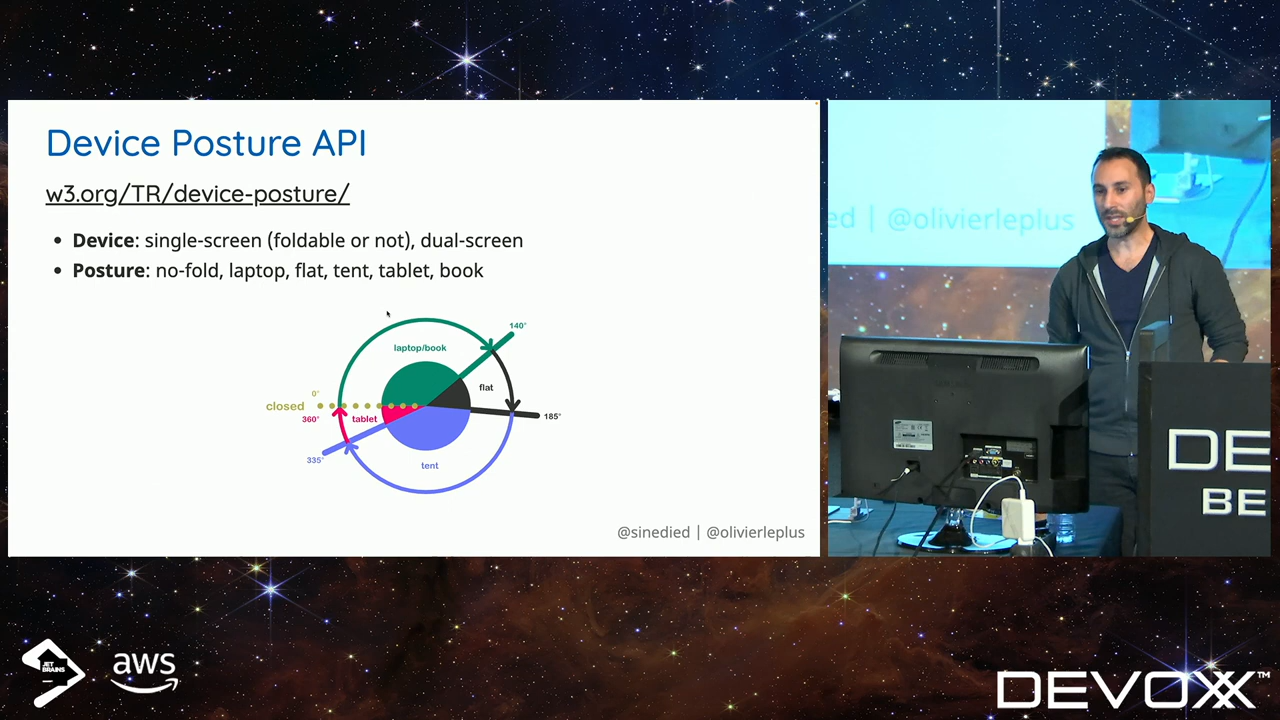 Device Posture API
w3.org/TR/device-posture/
• Device: single-screen (foldable or not), dual-screen
• Posture: no-fold, laptop, flat, tent, tablet, book
140°
laptop/book
flat
0°
closed
360°
tablet
185°
335°
tent
@sinedied | @olivierleplus
ed | @olivierleplus
DE
BE
JET
BRAINS
aws
DEVOXX™